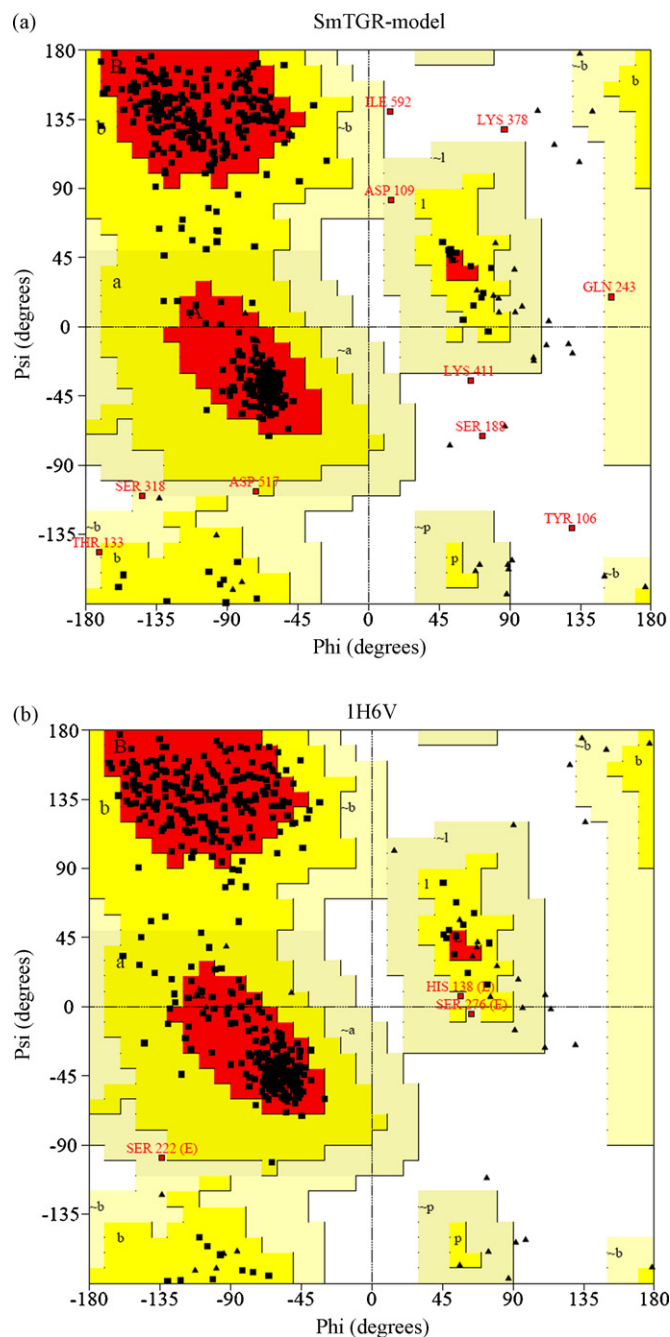 (a) SmTGR-model
180
135
90
45
0
-45
-90
-135
-180
Psi (degrees)
B
b
~b
ILE 592
LYS 378
~b
b
~l
ASP 109
l
a
GLN 243
A
~a
LYS 411
SER 188
SER 318
ASP 517
~b
~p
TYR 106
THR 133
b
p
~b
-180 -135 -90 -45 0 45 90 135 180
Phi (degrees)
(b) 1H6V
180
135
90
45
0
-45
-90
-135
-180
Psi (degrees)
B
~b
b
b
~b
~l
l
a
HIS 138 (E)
SER 276 (E)
~a
SER 222 (E)
~b
~p
b
p
~b
-180 -135 -90 -45 0 45 90 135 180
Phi (degrees)